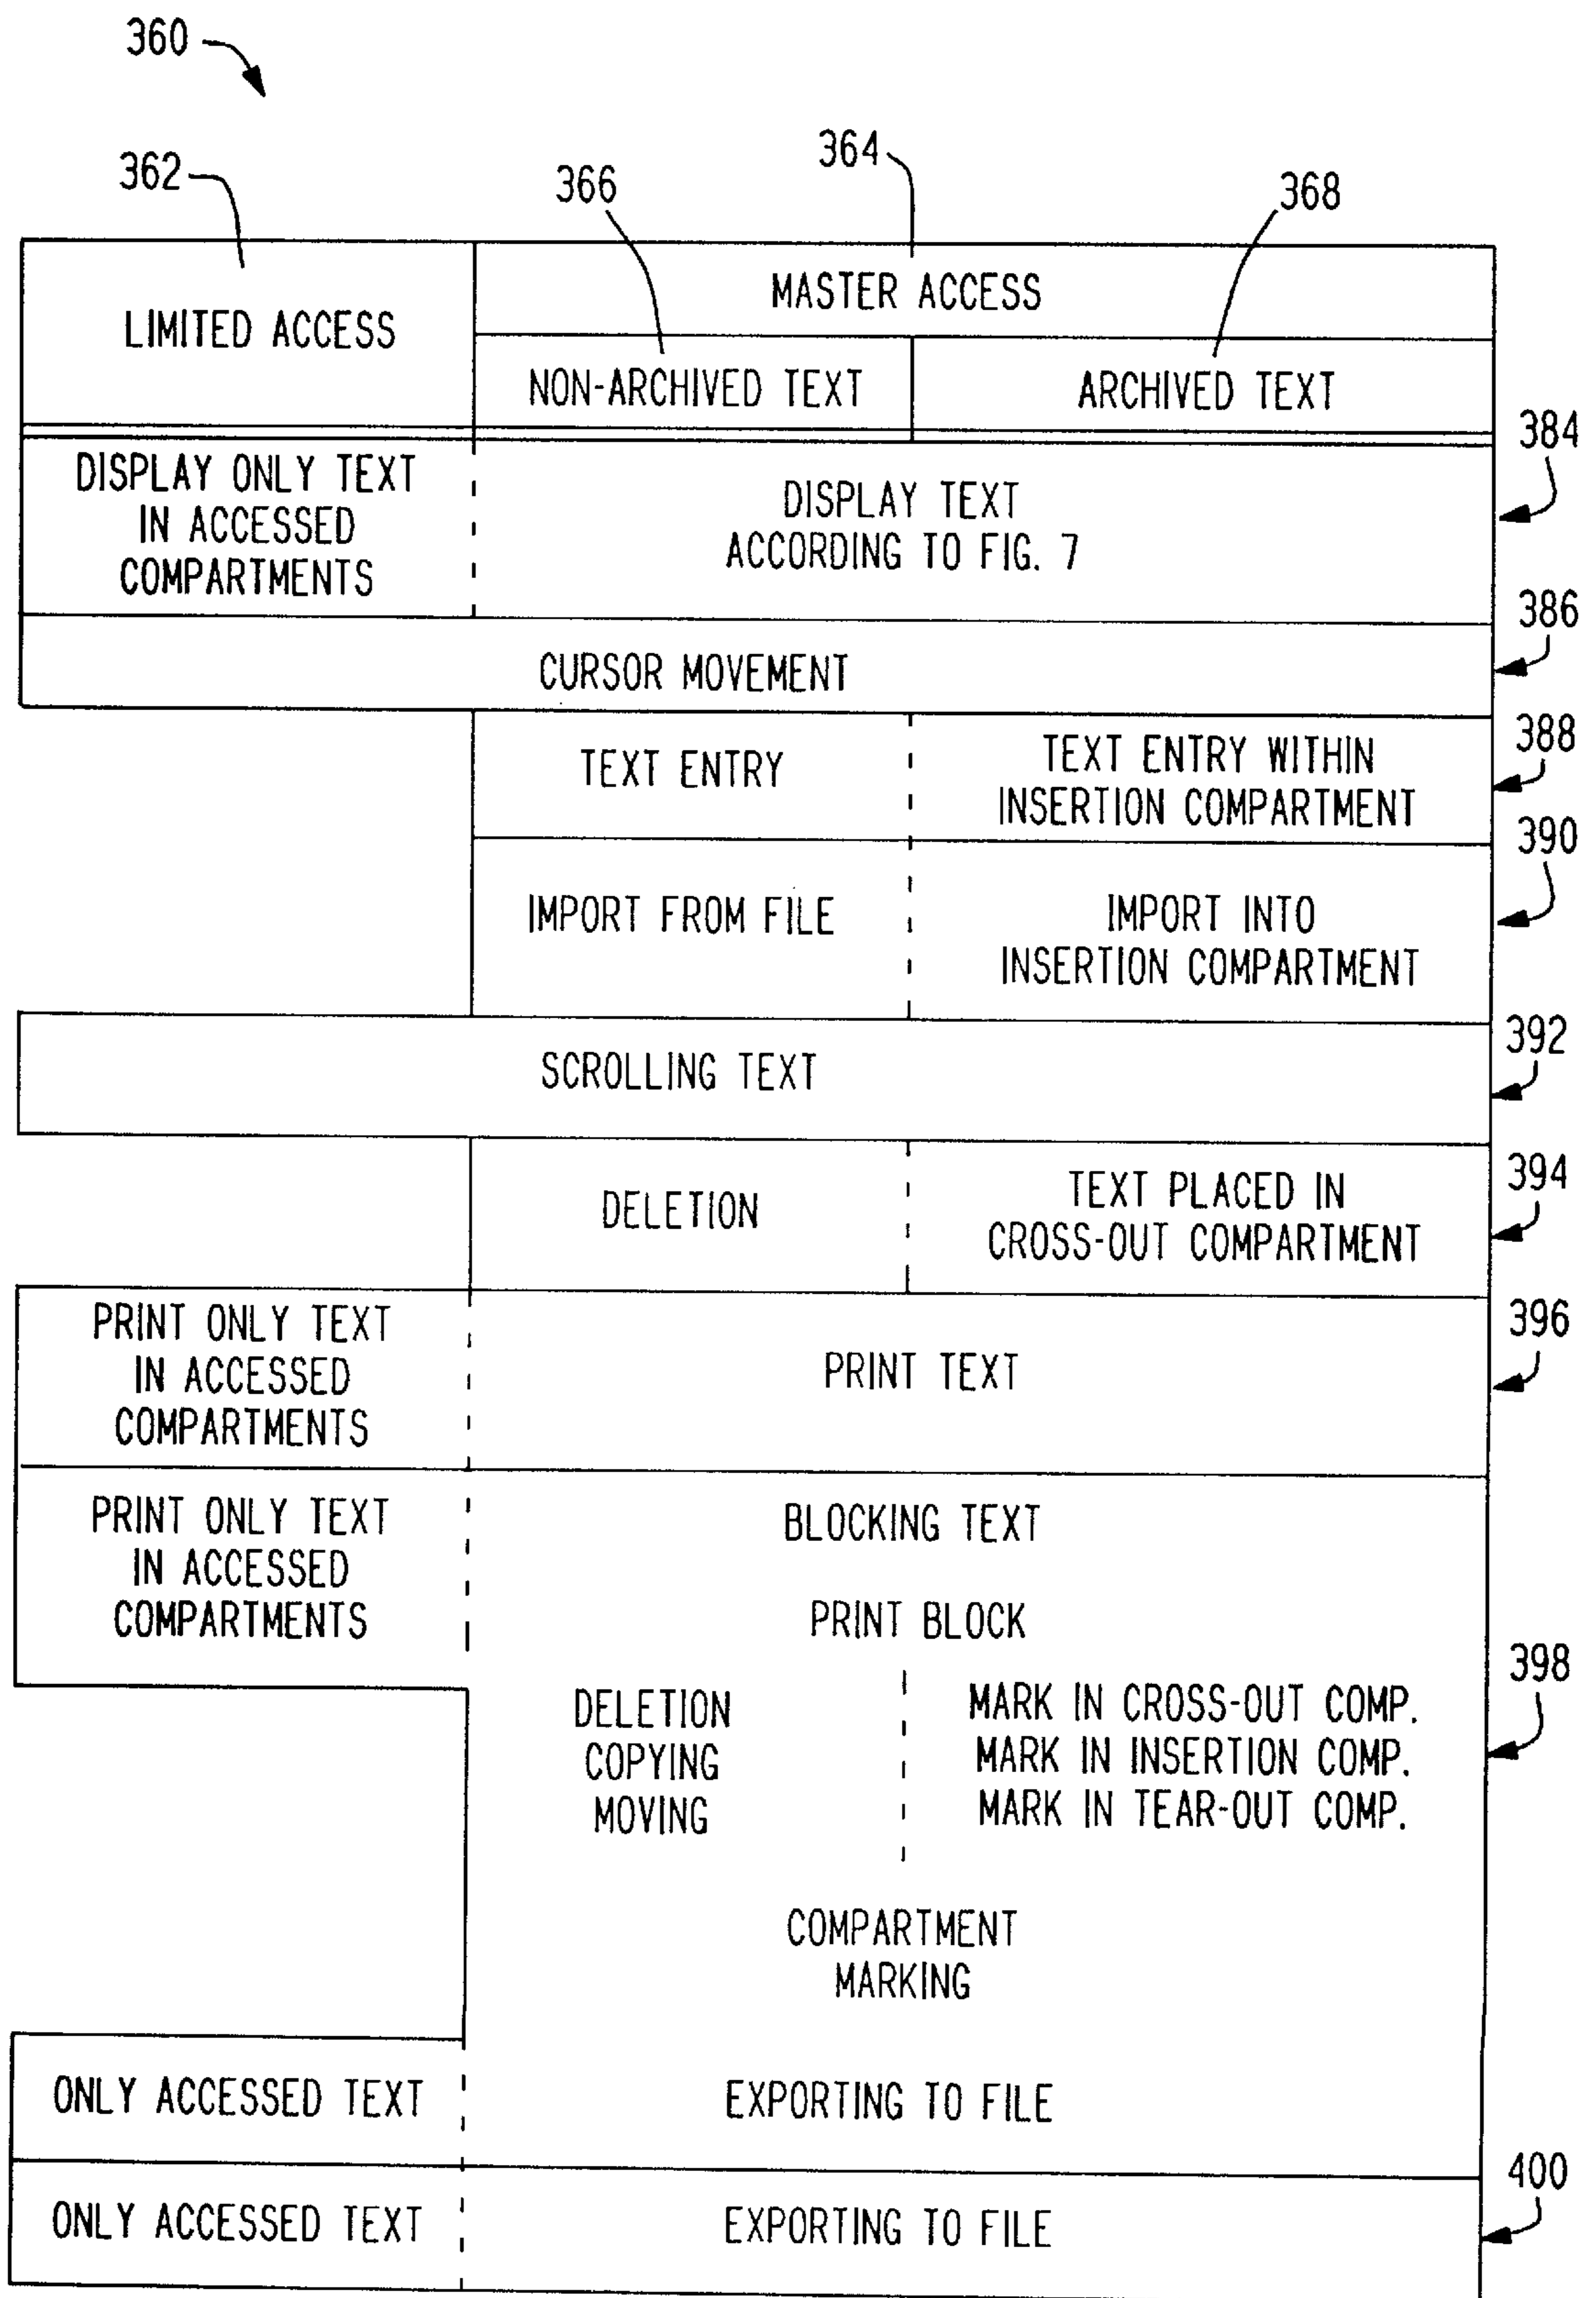 360
362
366
364
368
LIMITED ACCESS
MASTER ACCESS
NON-ARCHIVED TEXT
ARCHIVED TEXT
384
DISPLAY ONLY TEXT
IN ACCESSED
COMPARTMENTS
DISPLAY TEXT
ACCORDING TO FIG. 7
386
CURSOR MOVEMENT
388
TEXT ENTRY
TEXT ENTRY WITHIN
INSERTION COMPARTMENT
390
IMPORT FROM FILE
IMPORT INTO
INSERTION COMPARTMENT
392
SCROLLING TEXT
394
DELETION
TEXT PLACED IN
CROSS-OUT COMPARTMENT
396
PRINT ONLY TEXT
IN ACCESSED
COMPARTMENTS
PRINT TEXT
PRINT ONLY TEXT
IN ACCESSED
COMPARTMENTS
BLOCKING TEXT
PRINT BLOCK
398
DELETION
COPYING
MOVING
MARK IN CROSS-OUT COMP.
MARK IN INSERTION COMP.
MARK IN TEAR-OUT COMP.
COMPARTMENT
MARKING
ONLY ACCESSED TEXT
EXPORTING TO FILE
400
ONLY ACCESSED TEXT
EXPORTING TO FILE